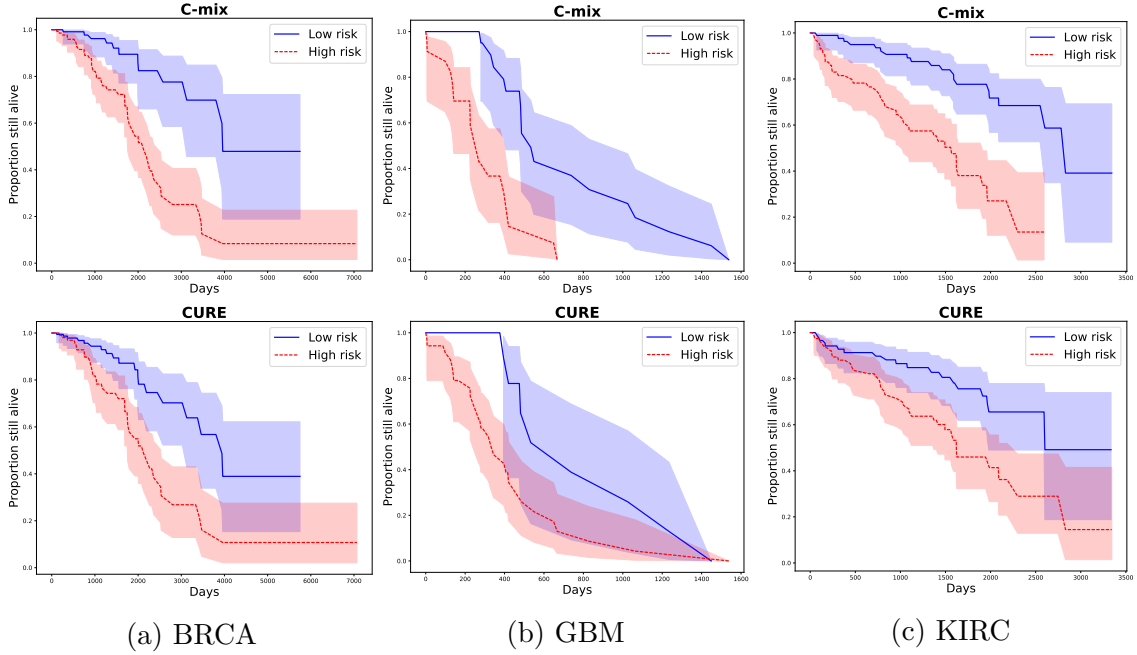 C-mix
Low risk
High risk
Proportion still alive
1.0
0.8
0.6
0.4
0.2
0.0
0 1000 2000 3000 4000 5000 6000 7000
Days
C-mix
Low risk
High risk
Proportion still alive
1.0
0.8
0.6
0.4
0.2
0.0
0 200 400 600 800 1000 1200 1400 1600
Days
C-mix
Low risk
High risk
Proportion still alive
1.0
0.8
0.6
0.4
0.2
0.0
0 500 1000 1500 2000 2500 3000 3500
Days
CURE
Low risk
High risk
Proportion still alive
1.0
0.8
0.6
0.4
0.2
0.0
0 1000 2000 3000 4000 5000 6000 7000
Days
CURE
Low risk
High risk
Proportion still alive
1.0
0.8
0.6
0.4
0.2
0.0
0 200 400 600 800 1000 1200 1400 1600
Days
CURE
Low risk
High risk
Proportion still alive
1.0
0.8
0.6
0.4
0.2
0.0
0 500 1000 1500 2000 2500 3000 3500
Days
(a) BRCA
(b) GBM
(c) KIRC